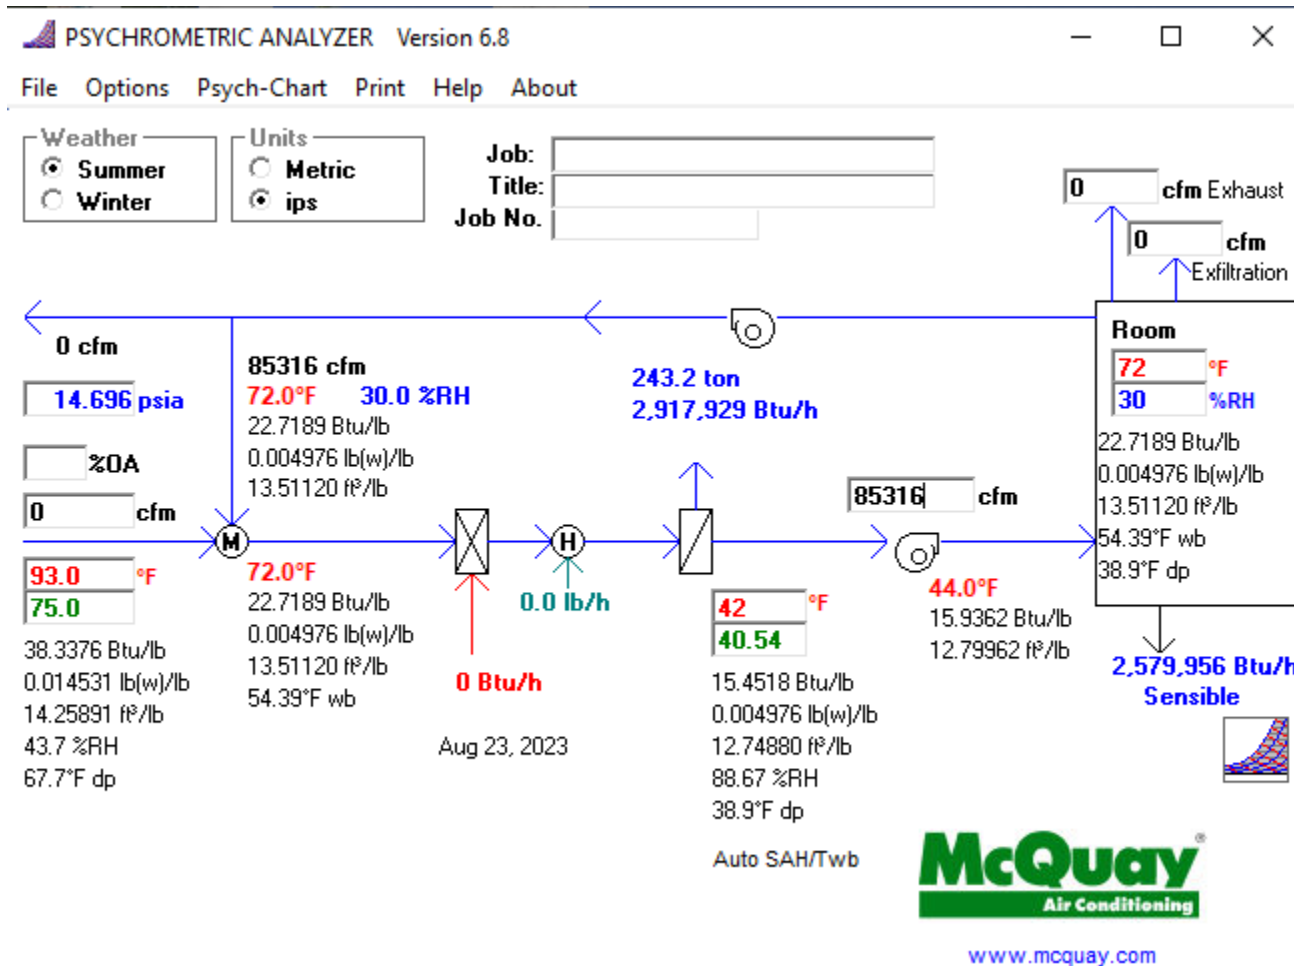 PSYCHROMETRIC ANALYZER Version 6.8
File Options Psych-Chart Print Help About
Weather
Summer
Winter
Units
Metric
ips
Job:
Title:
Job No.
0 cfm Exhaust
0 cfm
Exfiltration
0 cfm
14.696 psia
%OA
0 cfm
93.0 °F
75.0
38.3376 Btu/lb
0.014531 lb(w)/lb
14.25891 ft³/lb
43.7 %RH
67.7°F dp
85316 cfm
72.0°F 30.0 %RH
22.7189 Btu/lb
0.004976 lb(w)/lb
13.51120 ft³/lb
M
72.0°F
22.7189 Btu/lb
0.004976 lb(w)/lb
13.51120 ft³/lb
54.39°F wb
0 Btu/h
H
0.0 lb/h
Aug 23, 2023
243.2 ton
2,917,929 Btu/h
42 °F
40.54
15.4518 Btu/lb
0.004976 lb(w)/lb
12.74880 ft³/lb
88.67 %RH
38.9°F dp
Auto SAH/Twb
85316 cfm
44.0°F
15.9362 Btu/lb
12.79962 ft³/lb
Room
72 °F
30 %RH
22.7189 Btu/lb
0.004976 lb(w)/lb
13.51120 ft³/lb
54.39°F wb
38.9°F dp
2,579,956 Btu/h
Sensible
McQuay®
Air Conditioning
www.mcquay.com